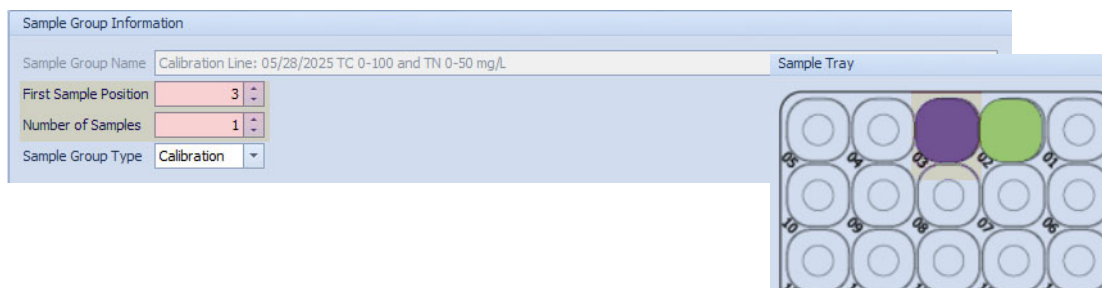 Sample Group Information
Sample Group Name Calibration Line: 05/28/2025 TC 0-100 and TN 0-50 mg/L
First Sample Position 3
Number of Samples 1
Sample Group Type Calibration
Sample Tray
05 04 03 02 01
10 09 08 07 06